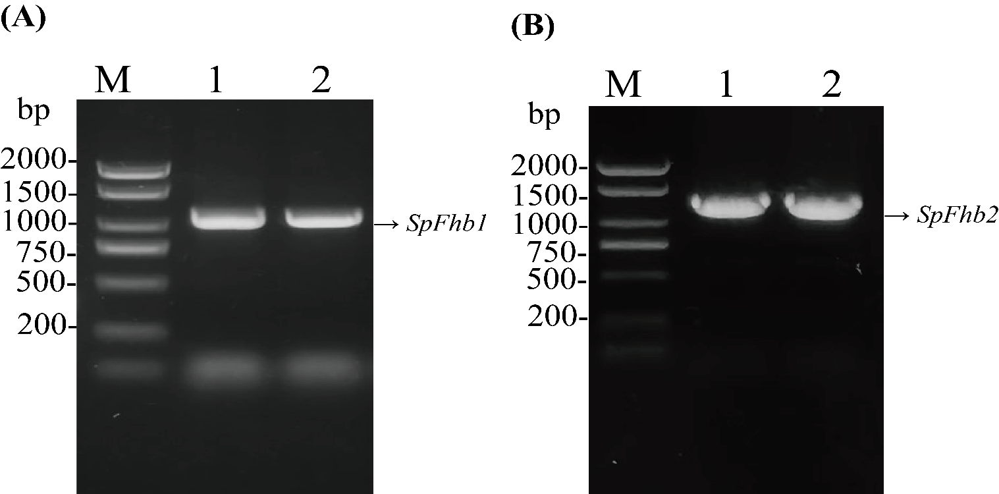 (A)
M 1 2
bp
2000-
1500-
1000-
750-
500-
200-
→ SpFhb1
(B)
M 1 2
bp
2000-
1500-
1000-
750-
500-
200-
→ SpFhb2